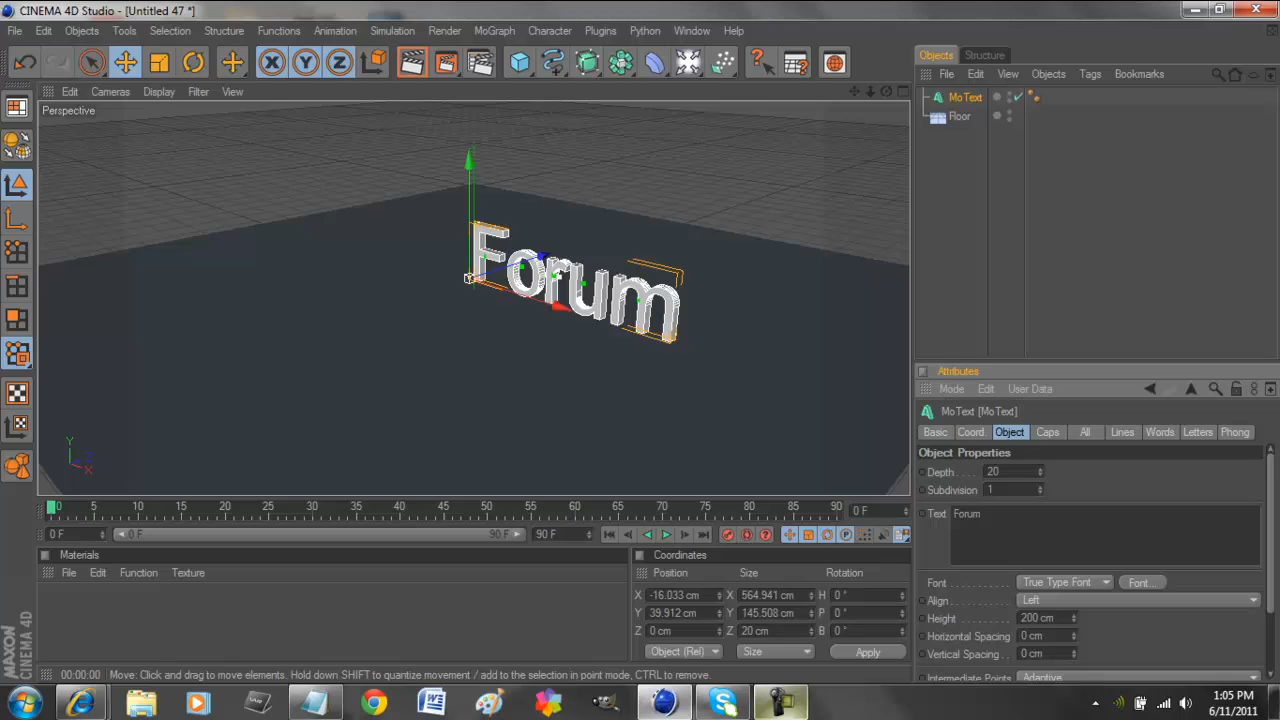 CINEMA 4D Studio - [Untitled 47 *]
File Edit Objects Tools Selection Structure Functions Animation Simulation Render MoGraph Character Plugins Python Window Help
X Y Z
Objects Structure
File Edit View Objects Tags Bookmarks
MoText
Floor
Edit Cameras Display Filter View
Perspective
Forum
Y
Z
X
Attributes
Mode Edit User Data
MoText [MoText]
Basic Coord. Object Caps All Lines Words Letters Phong
Object Properties
Depth 20
Subdivision 1
Text Forum
Font True Type Font Font...
Align Left
Height 200 cm
Horizontal Spacing 0 cm
Vertical Spacing 0 cm
Intermediate Points Adaptive
0 5 10 15 20 25 30 35 40 45 50 55 60 65 70 75 80 85 90 0 F
0 F 0 F 90 F 90 F
Materials
File Edit Function Texture
Coordinates
Position Size Rotation
X -16.033 cm X 564.941 cm H 0 °
Y 39.912 cm Y 145.508 cm P 0 °
Z 0 cm Z 20 cm B 0 °
Object (Rel) Size Apply
MAXON
CINEMA 4D
00:00:00 Move: Click and drag to move elements. Hold down SHIFT to quantize movement / add to the selection in point mode, CTRL to remove.
1:05 PM
6/11/2011